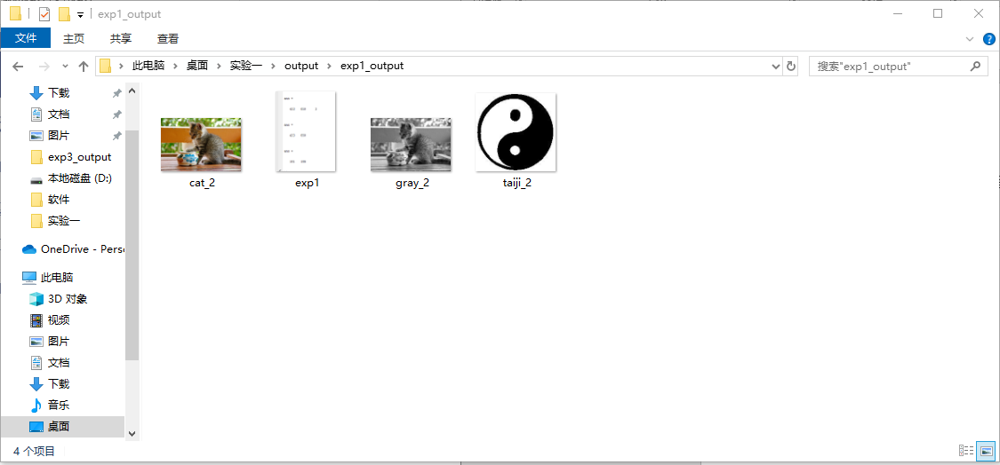 exp1_output
文件 主页 共享 查看
此电脑 桌面 实验一 output exp1_output
搜索"exp1_output"
下载
文档
图片
exp3_output
本地磁盘 (D:)
软件
实验一
OneDrive - Perso
此电脑
3D 对象
视频
图片
文档
下载
音乐
桌面
cat_2 exp1 gray_2 taiji_2
4 个项目